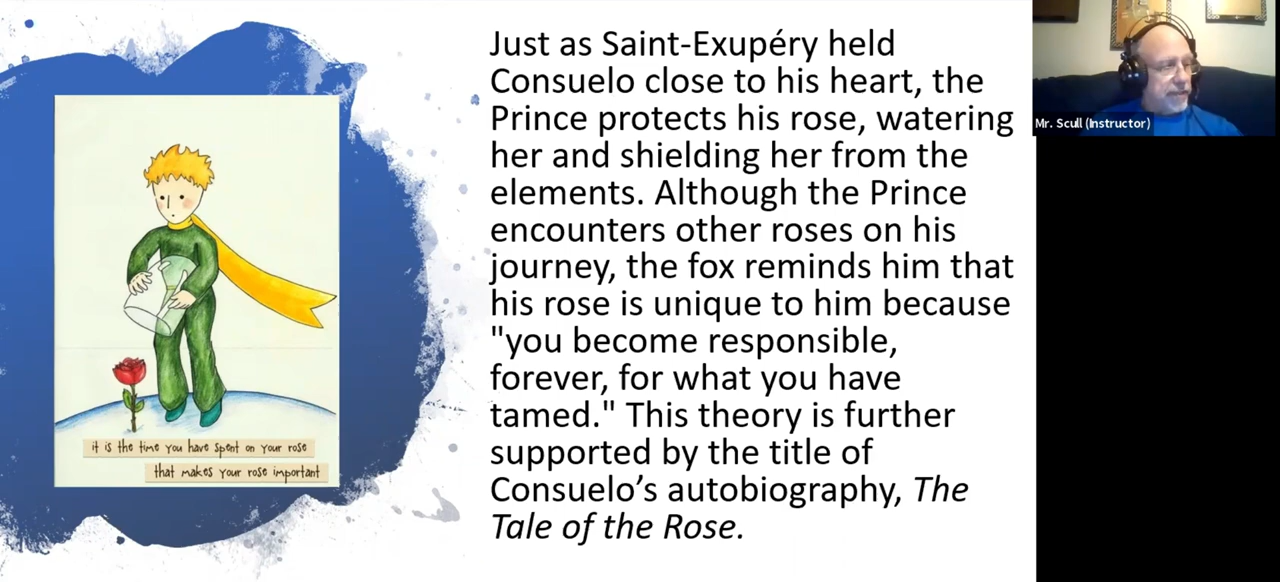 Just as Saint-Exupéry held
Consuelo close to his heart, the
Prince protects his rose, watering
her and shielding her from the
elements. Although the Prince
encounters other roses on his
journey, the fox reminds him that
his rose is unique to him because
"you become responsible,
forever, for what you have
tamed." This theory is further
supported by the title of
Consuelo’s autobiography, The
Tale of the Rose.
it is the time you have spent on your rose
that makes your rose important
Mr. Scull (Instructor)